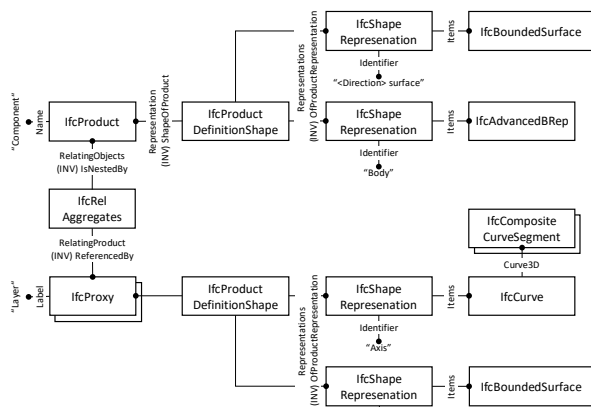 IfcShape
Represenation
Items
IfcBoundedSurface
Identifier
"<Direction> surface"
Representations
(INV) OfProductRepresentation
"Component"
Name
IfcProduct
Representation
(INV) ShapeOfProduct
IfcProduct
DefinitionShape
IfcShape
Represenation
Items
IfcAdvancedBRep
Identifier
"Body"
RelatingObjects
(INV) IsNestedBy
IfcRel
Aggregates
RelatingProduct
(INV) ReferencedBy
IfcComposite
CurveSegment
Curve3D
"Layer"
Label
IfcProxy
IfcProduct
DefinitionShape
IfcShape
Represenation
Items
IfcCurve
Identifier
"Axis"
Representations
(INV) OfProductRepresentation
IfcShape
Represenation
Items
IfcBoundedSurface